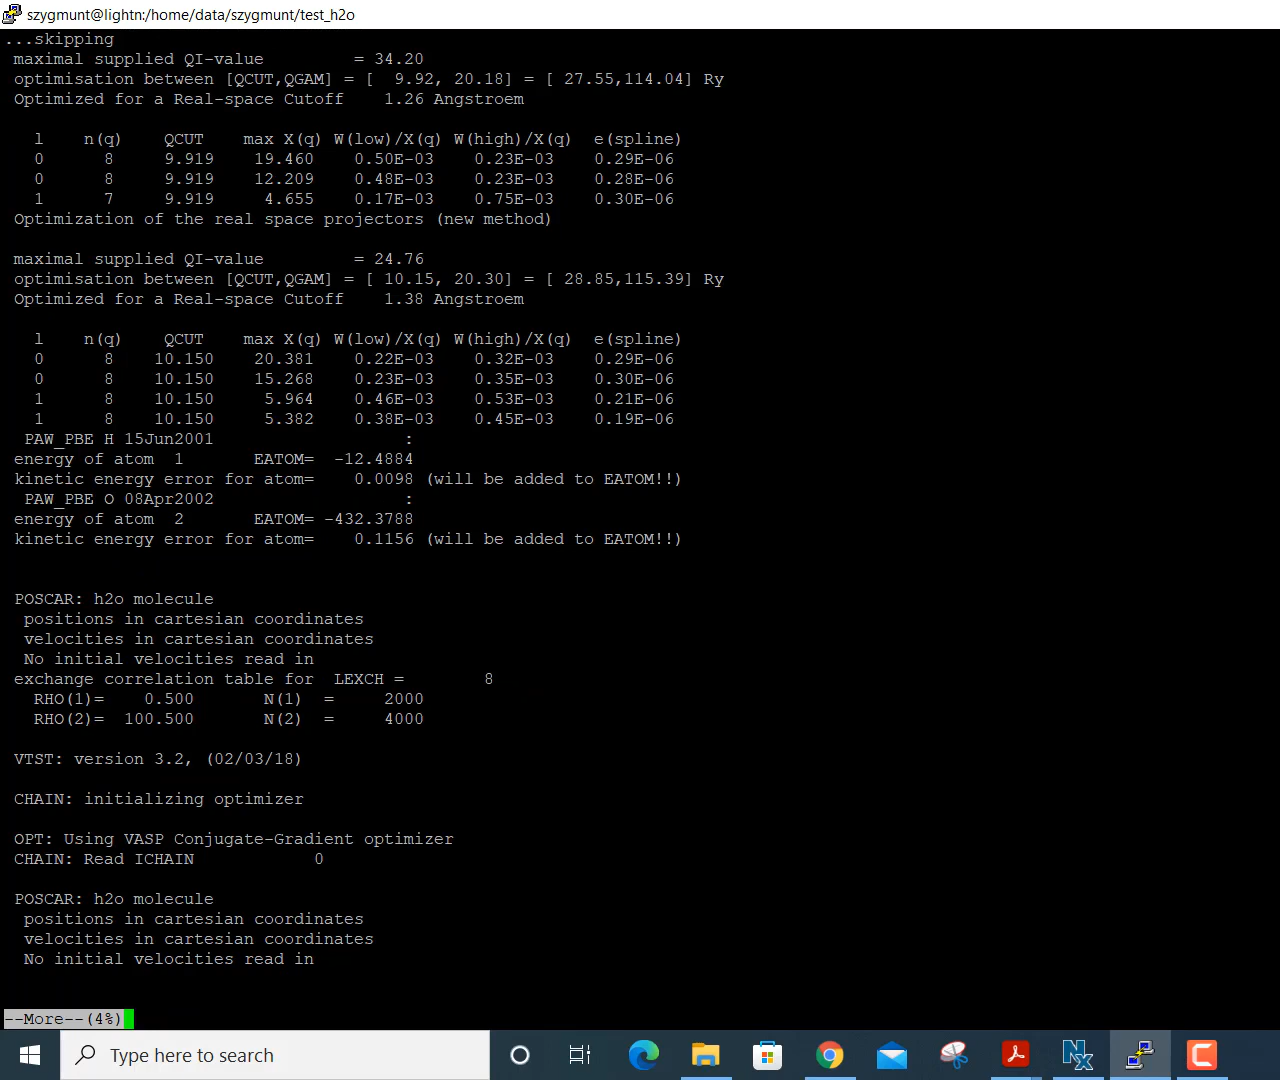 szygmunt@lightn:/home/data/szygmunt/test_h2o
...skipping
maximal supplied QI-value         = 34.20
optimisation between [QCUT,QGAM] = [  9.92, 20.18] = [ 27.55,114.04] Ry
Optimized for a Real-space Cutoff    1.26 Angstroem
l    n(q)    QCUT    max X(q) W(low)/X(q) W(high)/X(q)  e(spline)
0      8     9.919    19.460    0.50E-03    0.23E-03    0.29E-06
0      8     9.919    12.209    0.48E-03    0.23E-03    0.28E-06
1      7     9.919     4.655    0.17E-03    0.75E-03    0.30E-06
Optimization of the real space projectors (new method)
maximal supplied QI-value         = 24.76
optimisation between [QCUT,QGAM] = [ 10.15, 20.30] = [ 28.85,115.39] Ry
Optimized for a Real-space Cutoff    1.38 Angstroem
l    n(q)    QCUT    max X(q) W(low)/X(q) W(high)/X(q)  e(spline)
0      8    10.150    20.381    0.22E-03    0.32E-03    0.29E-06
0      8    10.150    15.268    0.23E-03    0.35E-03    0.30E-06
1      8    10.150     5.964    0.46E-03    0.53E-03    0.21E-06
1      8    10.150     5.382    0.38E-03    0.45E-03    0.19E-06
PAW_PBE H 15Jun2001                   :
energy of atom  1       EATOM=  -12.4884
kinetic energy error for atom=    0.0098 (will be added to EATOM!!)
PAW_PBE O 08Apr2002                   :
energy of atom  2       EATOM= -432.3788
kinetic energy error for atom=    0.1156 (will be added to EATOM!!)
POSCAR: h2o molecule
positions in cartesian coordinates
velocities in cartesian coordinates
No initial velocities read in
exchange correlation table for  LEXCH =        8
RHO(1)=    0.500       N(1)  =     2000
RHO(2)=  100.500       N(2)  =     4000
VTST: version 3.2, (02/03/18)
CHAIN: initializing optimizer
OPT: Using VASP Conjugate-Gradient optimizer
CHAIN: Read ICHAIN            0
POSCAR: h2o molecule
positions in cartesian coordinates
velocities in cartesian coordinates
No initial velocities read in
--More--(4%)
Type here to search